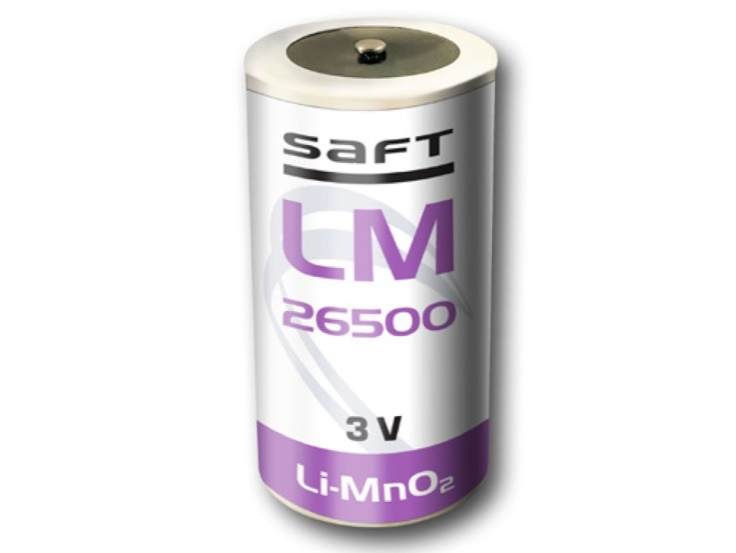 SAFT
LM
26500
3 V
Li-MnO₂